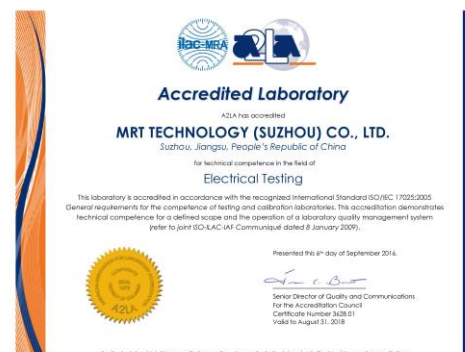 ilac-MRA
A2LA
Accredited Laboratory
A2LA has accredited
MRT TECHNOLOGY (SUZHOU) CO., LTD.
Suzhou, Jiangsu, People's Republic of China
for technical competence in the field of
Electrical Testing
This laboratory is accredited in accordance with the recognized International Standard ISO/IEC 17025:2005
General requirements for the competence of testing and calibration laboratories. This accreditation demonstrates
technical competence for a defined scope and the operation of a laboratory quality management system
(refer to joint ISO-ILAC-IAF Communiqué dated 8 January 2009).
Presented this 6th day of September 2016.
Senior Director of Quality and Communications
For the Accreditation Council
Certificate Number 3628.01
Valid to August 31, 2018
CORPORATE
SEAL
1978
A2LA